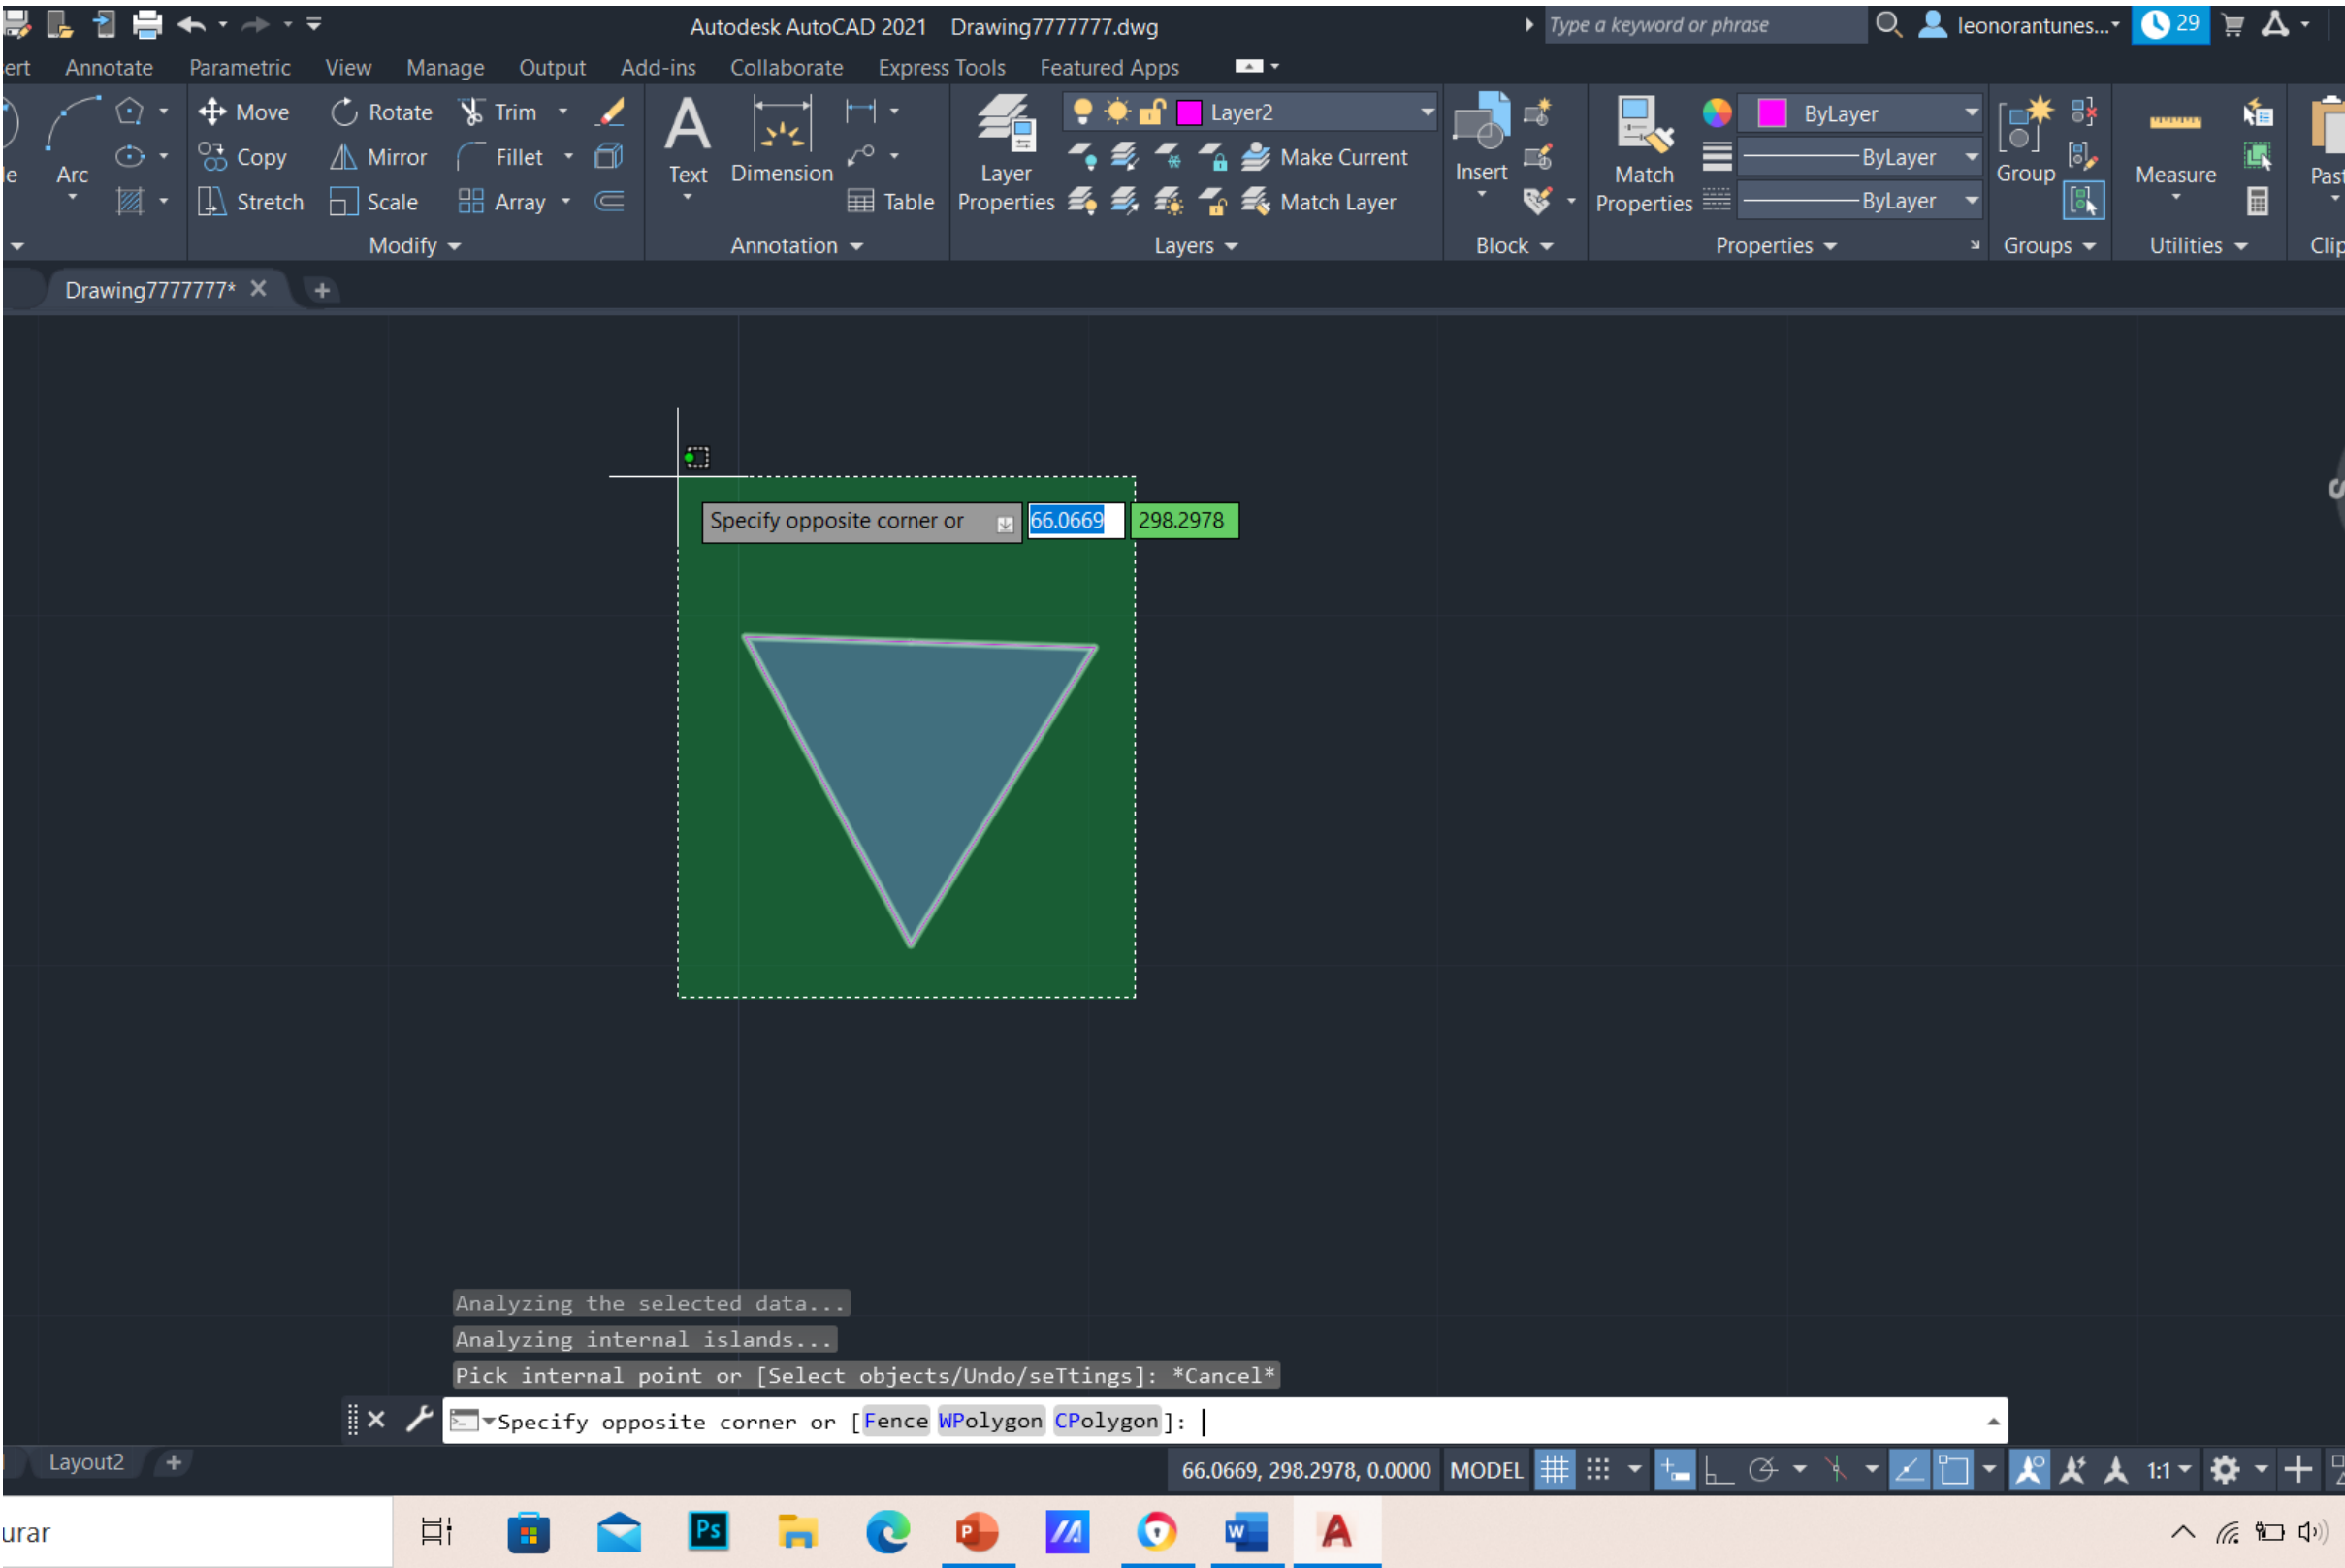 Autodesk AutoCAD 2021 Drawing7777777.dwg
Type a keyword or phrase
leonorantunes...
29
ert Annotate Parametric View Manage Output Add-ins Collaborate Express Tools Featured Apps
Move Rotate Trim
Copy Mirror Fillet
Stretch Scale Array
le Arc
Modify
A
Text Dimension
Table
Annotation
Layer Properties
Layer2
Make Current
Match Layer
Layers
Insert
Block
Match Properties
ByLayer
ByLayer
ByLayer
Properties
Group
Groups
Measure
Utilities
Past
Clip
Drawing7777777*
Specify opposite corner or 66.0669 298.2978
S
Analyzing the selected data...
Analyzing internal islands...
Pick internal point or [Select objects/Undo/seTtings]: *Cancel*
Specify opposite corner or [Fence WPolygon CPolygon]:
Layout2 +
66.0669, 298.2978, 0.0000 MODEL 1:1
urar
Ps
P
W
A